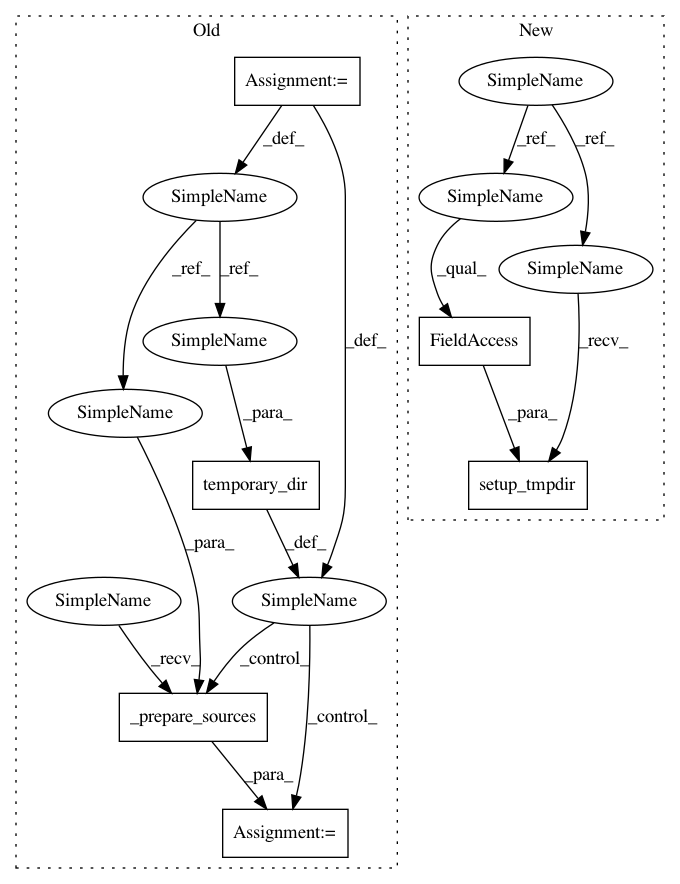 Old
New
Assignment:=
SimpleName
_def_
_ref_
_ref_
SimpleName
SimpleName
_ref_
_ref_
_qual_
SimpleName
SimpleName
FieldAccess
_def_
_recv_
SimpleName
_para_
_para_
temporary_dir
setup_tmpdir
_para_
_def_
SimpleName
SimpleName
_recv_
_control_
_prepare_sources
_control_
_para_
Assignment:=